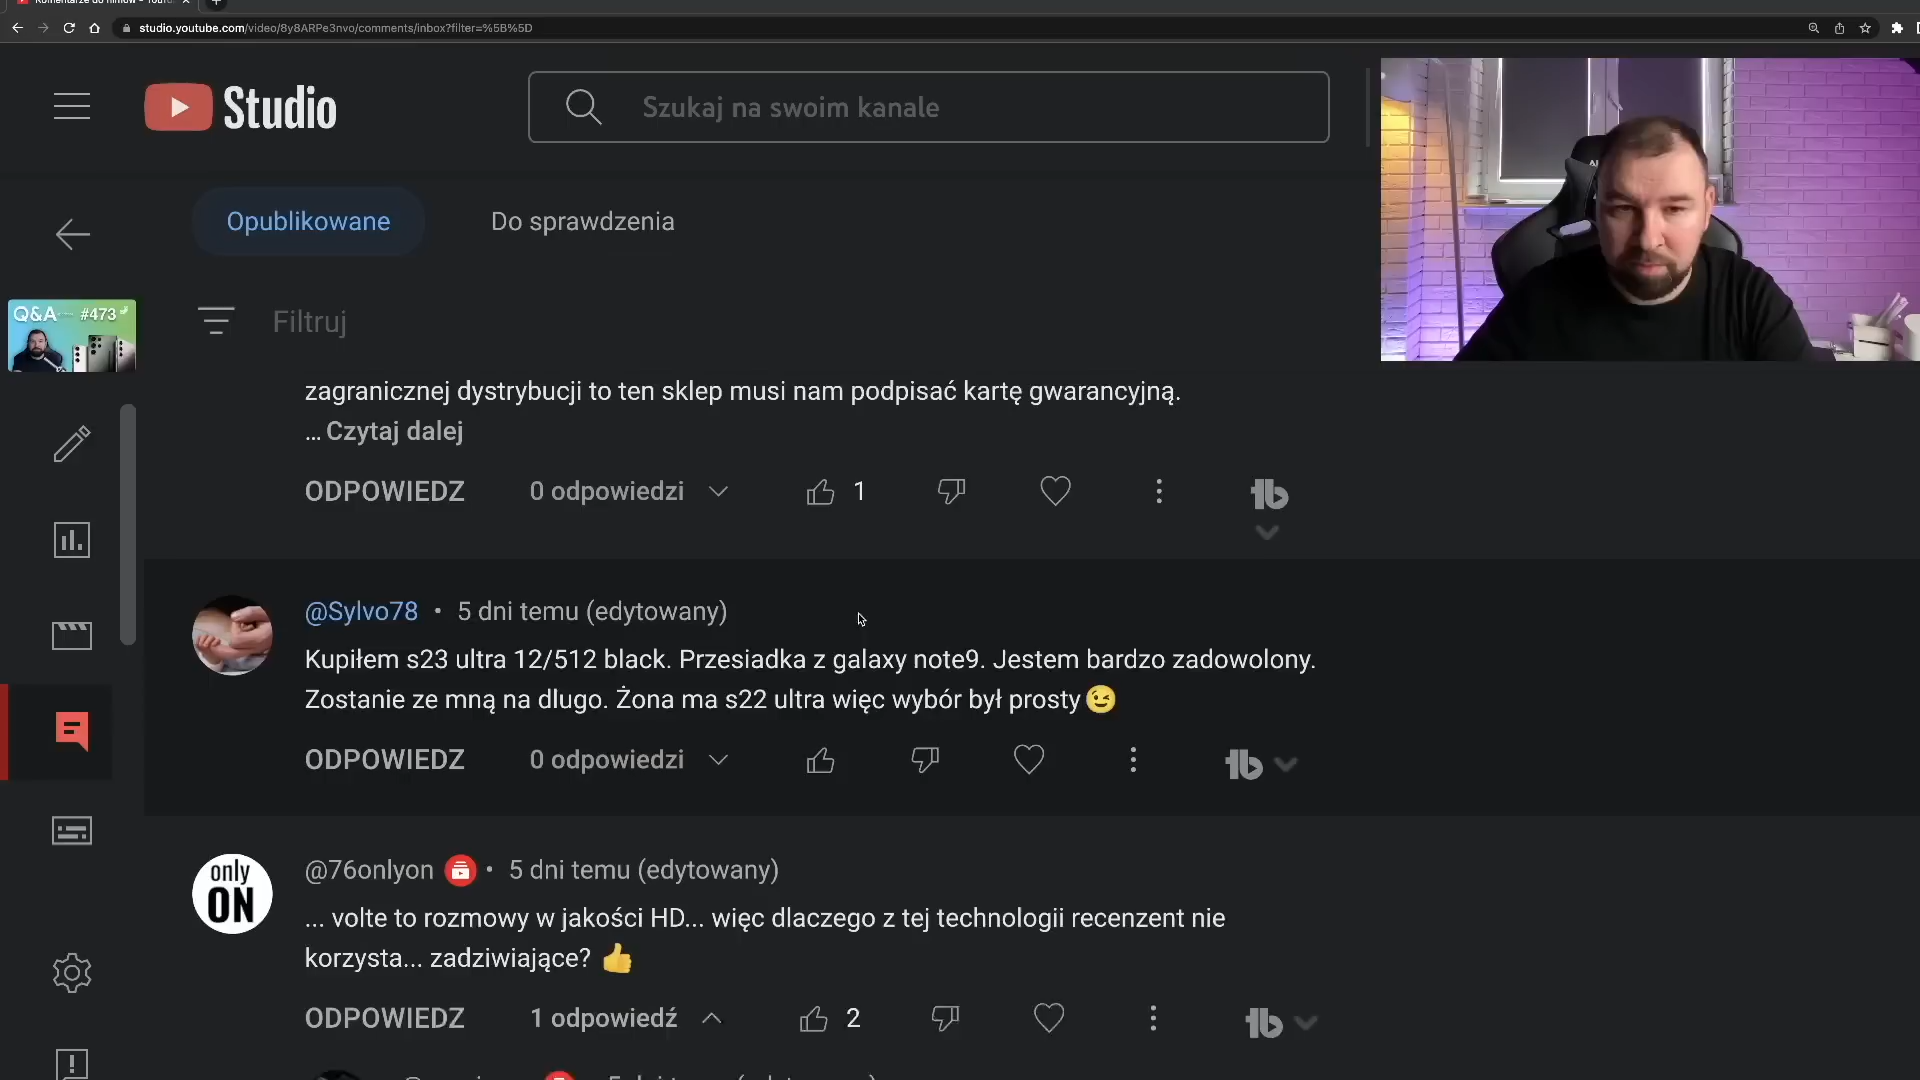 studio.youtube.com/video/8y8ARPe3nvo/comments/inbox?filter=%5B%5D
Studio
Szukaj na swoim kanale
Opublikowane
Do sprawdzenia
Q&A #473
Filtruj
zagranicznej dystrybucji to ten sklep musi nam podpisać kartę gwarancyjną.
... Czytaj dalej
ODPOWIEDZ 0 odpowiedzi 1
@Sylvo78 • 5 dni temu (edytowany)
Kupiłem s23 ultra 12/512 black. Przesiadka z galaxy note9. Jestem bardzo zadowolony.
Zostanie ze mną na dlugo. Żona ma s22 ultra więc wybór był prosty😉
ODPOWIEDZ 0 odpowiedzi
only
ON
@76onlyon • 5 dni temu (edytowany)
... volte to rozmowy w jakości HD... więc dlaczego z tej technologii recenzent nie
korzysta... zadziwiające? 👍
ODPOWIEDZ 1 odpowiedź 2